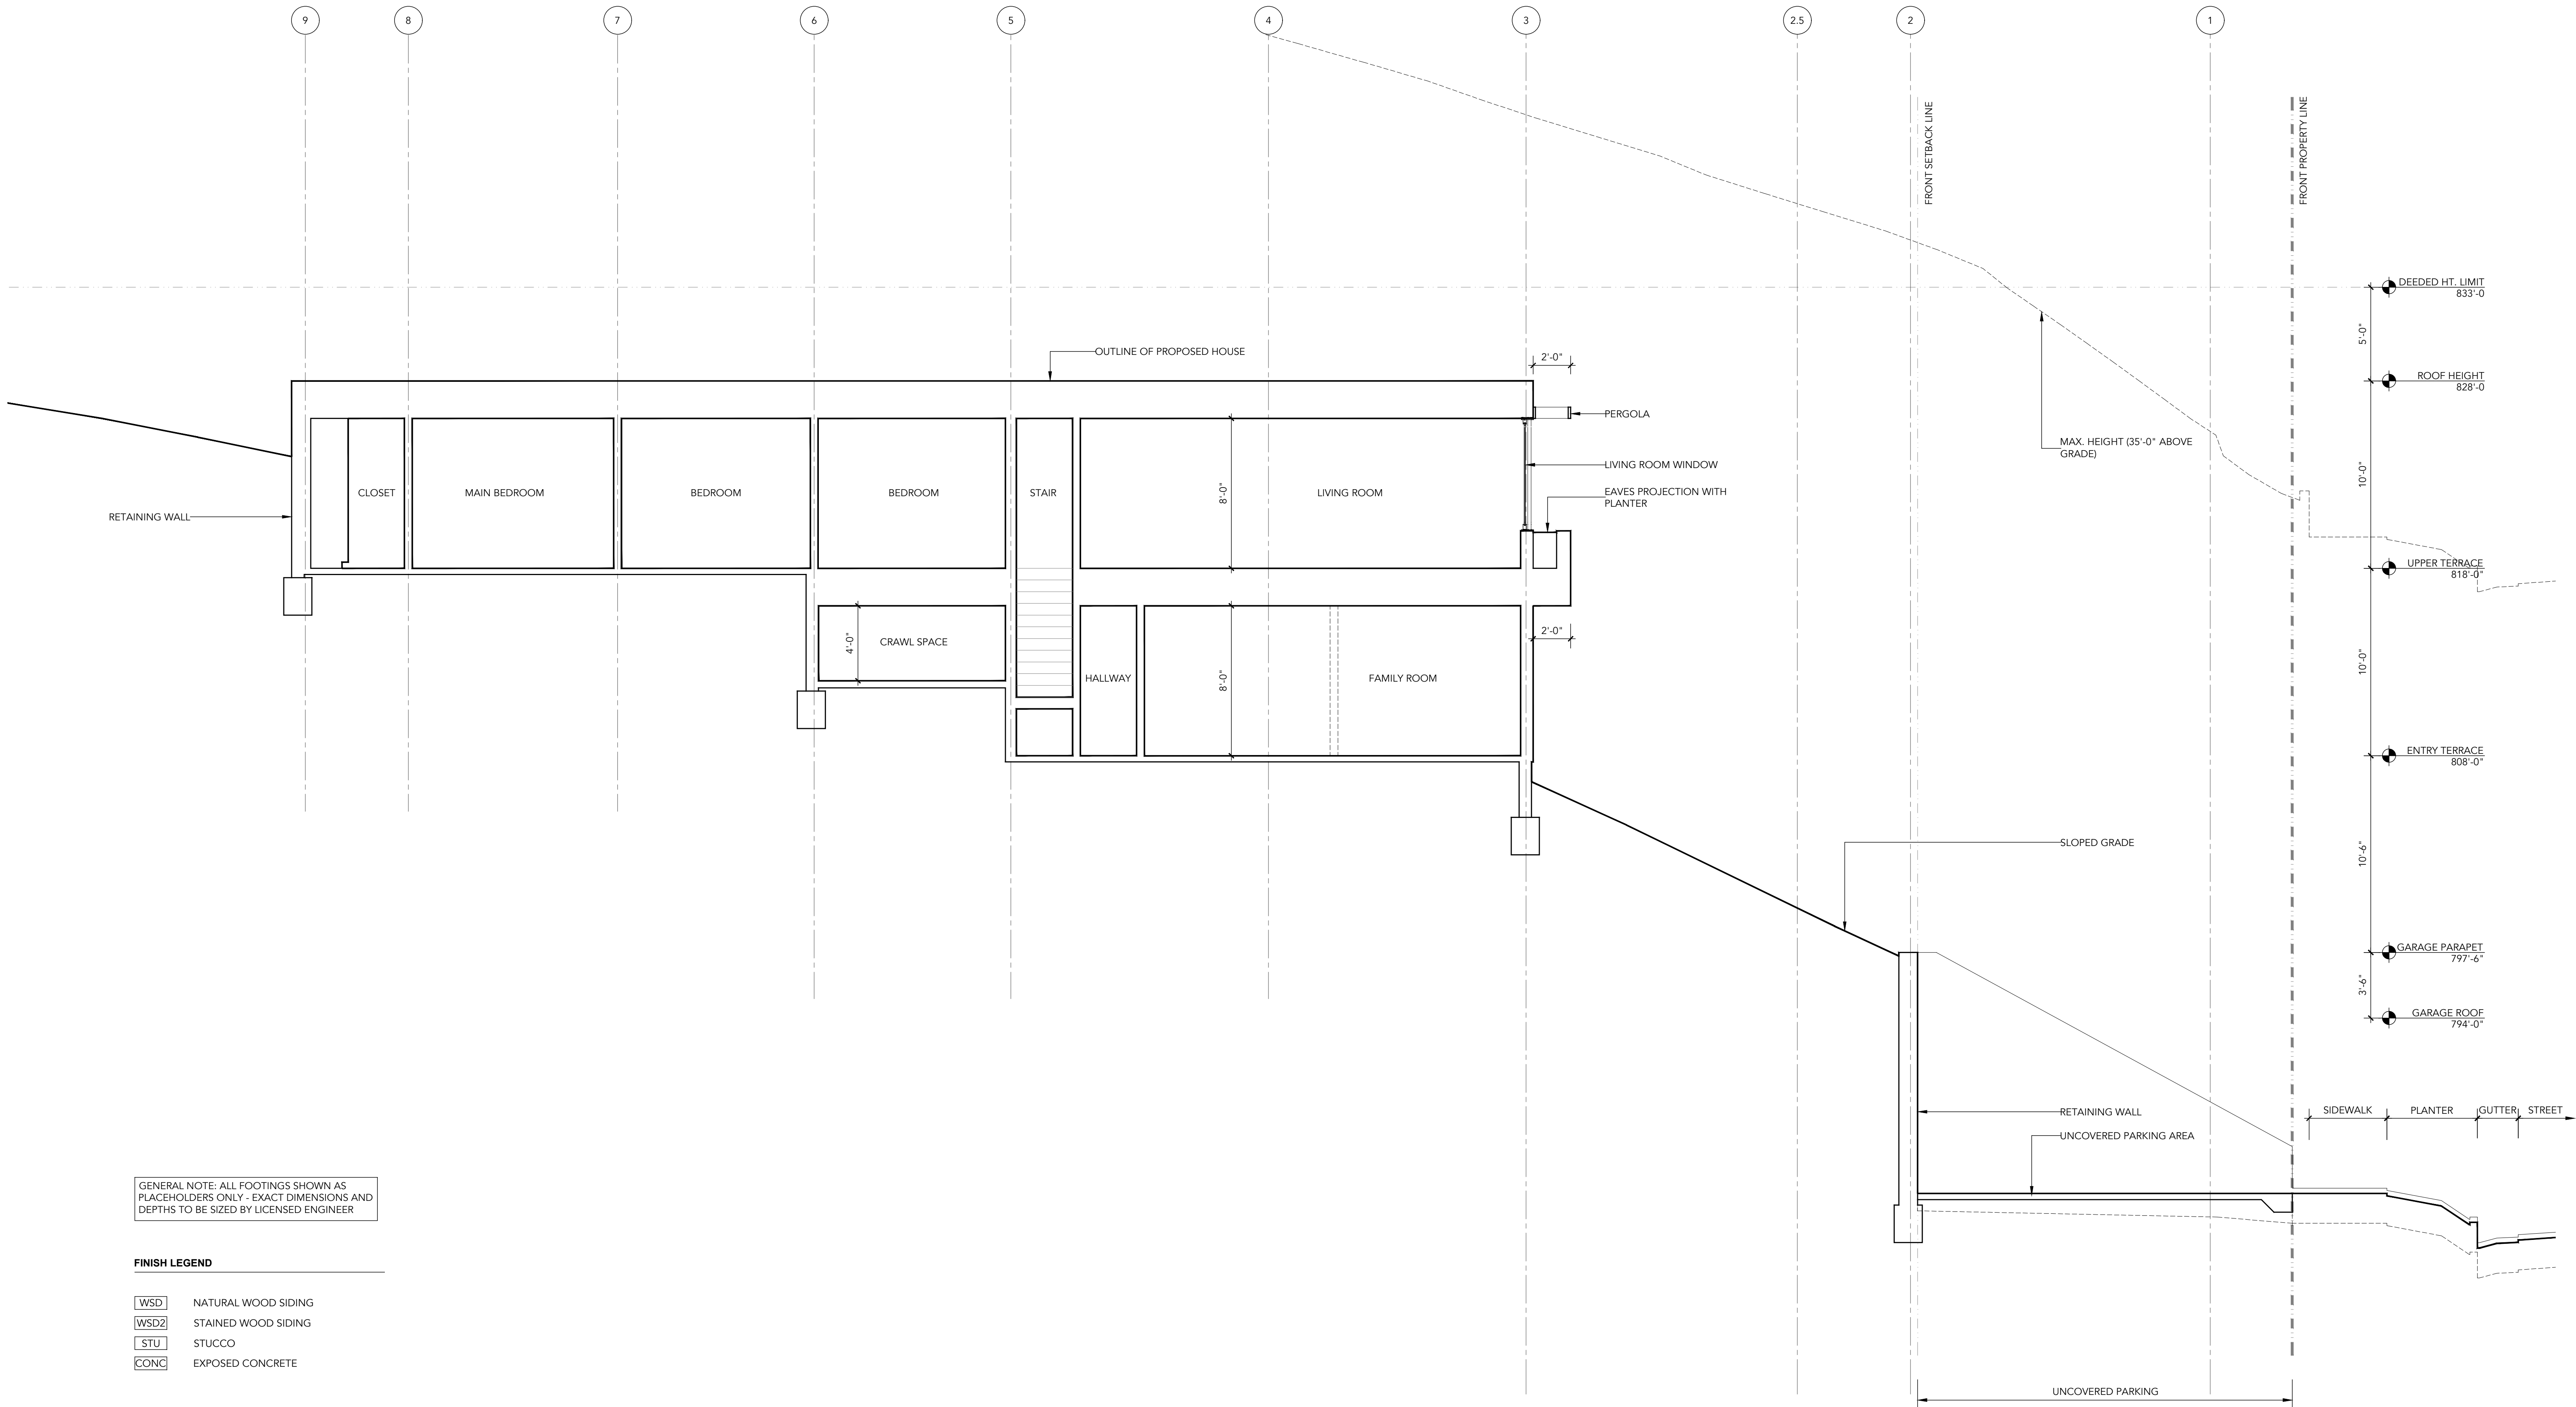 9
8
7
6
5
4
3
2.5
2
1
FRONT SETBACK LINE
FRONT PROPERTY LINE
DEEDED HT. LIMIT
833'-0
5'-0"
OUTLINE OF PROPOSED HOUSE
2'-0"
ROOF HEIGHT
828'-0
PERGOLA
MAX. HEIGHT (35'-0" ABOVE
GRADE)
LIVING ROOM WINDOW
10'-0"
CLOSET
MAIN BEDROOM
BEDROOM
BEDROOM
STAIR
8'-0"
LIVING ROOM
EAVES PROJECTION WITH
PLANTER
RETAINING WALL
UPPER TERRACE
818'-0"
4'-0"
CRAWL SPACE
2'-0"
10'-0"
HALLWAY
8'-0"
FAMILY ROOM
ENTRY TERRACE
808'-0"
SLOPED GRADE
10'-6"
GARAGE PARAPET
797'-6"
3'-6"
GARAGE ROOF
794'-0"
RETAINING WALL
SIDEWALK
PLANTER
GUTTER
STREET
UNCOVERED PARKING AREA
GENERAL NOTE: ALL FOOTINGS SHOWN AS
PLACEHOLDERS ONLY - EXACT DIMENSIONS AND
DEPTHS TO BE SIZED BY LICENSED ENGINEER
FINISH LEGEND
WSD NATURAL WOOD SIDING
WSD2 STAINED WOOD SIDING
STU STUCCO
CONC EXPOSED CONCRETE
UNCOVERED PARKING